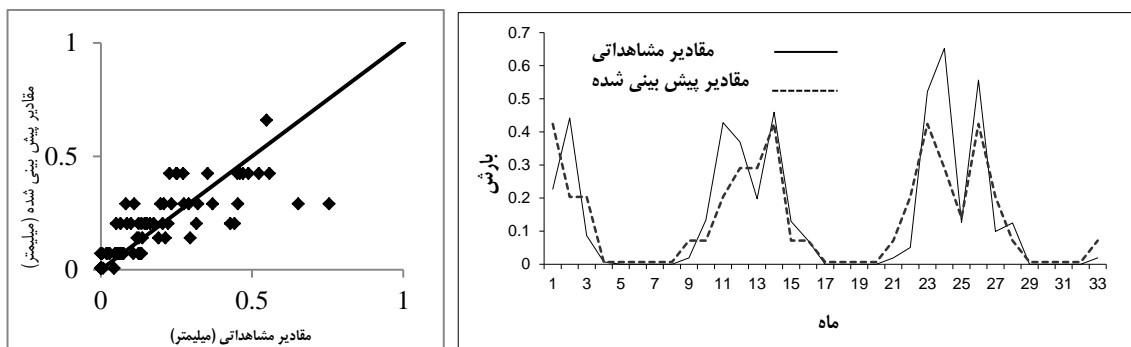 1
0.5
0
0
0.5
1
مقادیر پیش بینی شده (میلیمتر)
مقادیر مشاهداتی (میلیمتر)
0.7
0.6
0.5
0.4
0.3
0.2
0.1
0
بارش
مقادیر مشاهداتی
مقادیر پیش بینی شده
1 3 5 7 9 11 13 15 17 19 21 23 25 27 29 31 33
ماه